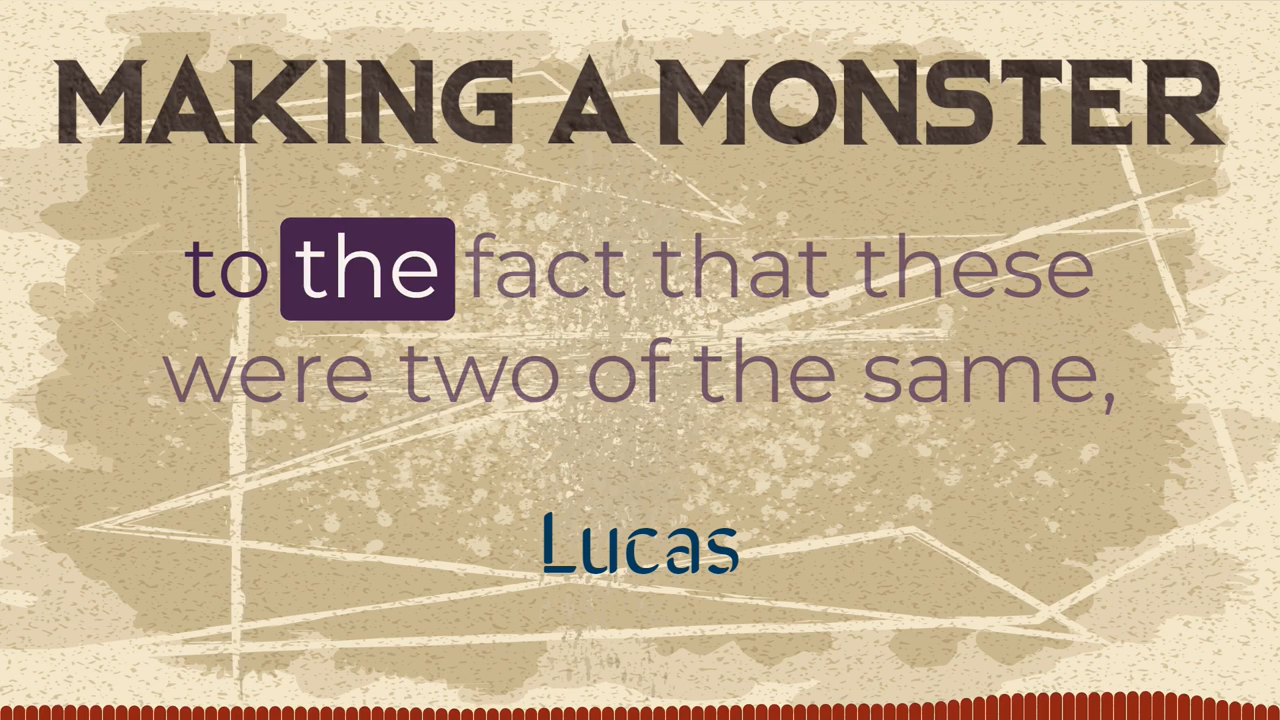 MAKING A MONSTER
to the fact that these
were two of the same,
Lucas